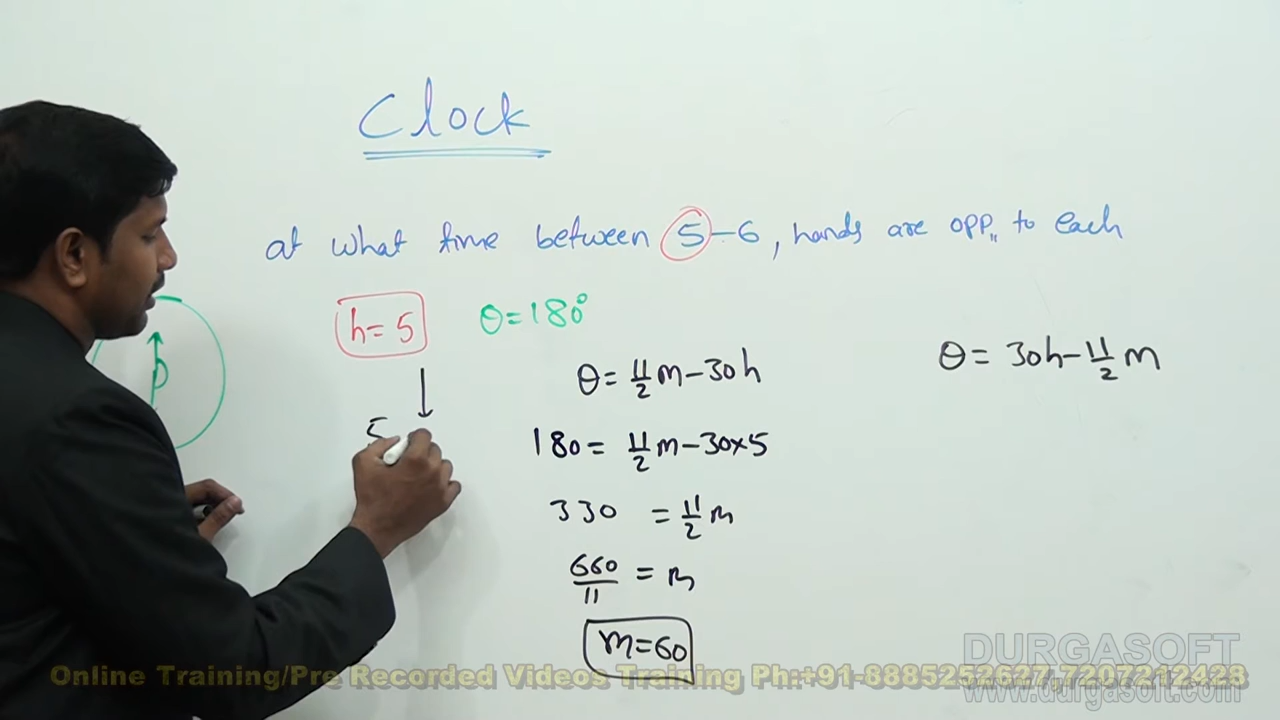 Clock
at what time between 5-6, hands are opp" to each
h=5 θ=180°
θ= 11/2 m-30h
θ= 30h-11/2 m
180= 11/2 m-30x5
5
330 = 11/2 m
660/11 = m
m=60
DURGASOFT
Online Training/Pre Recorded Videos Training Ph:+91-8885252627,7207212428
www.durgasoft.com